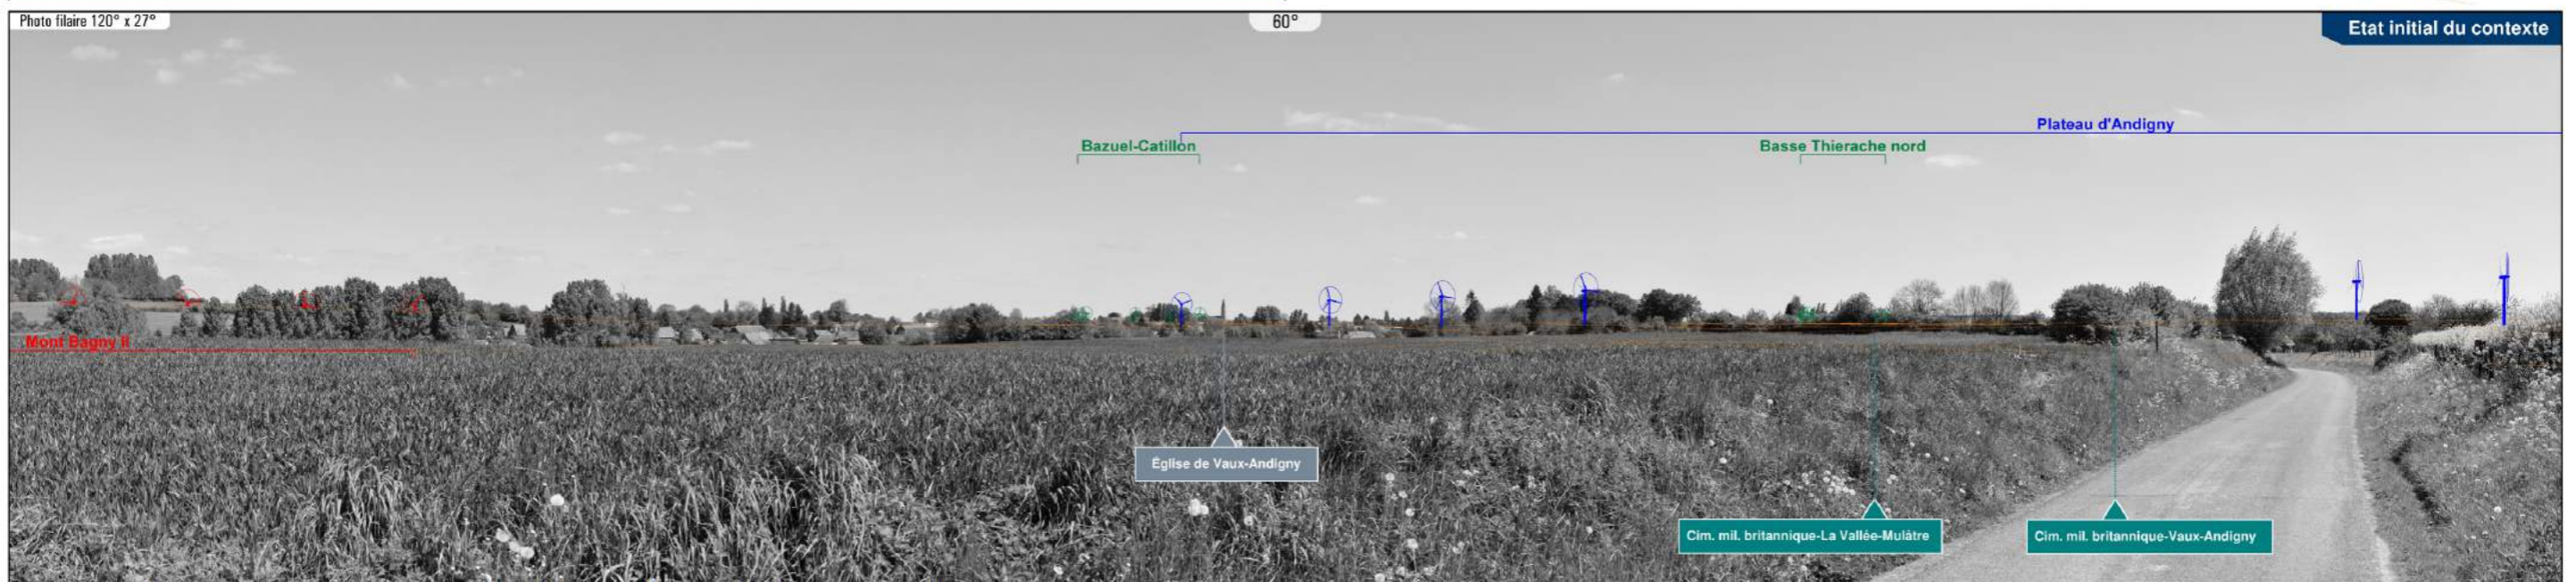 Photo filaire 120° x 27°
60°
Etat initial du contexte
Plateau d'Andigny
Bazuel-Catillon
Basse Thierache nord
Mont Bagny II
Église de Vaux-Andigny
Cim. mil. britannique-La Vallée-Mulâtre
Cim. mil. britannique-Vaux-Andigny